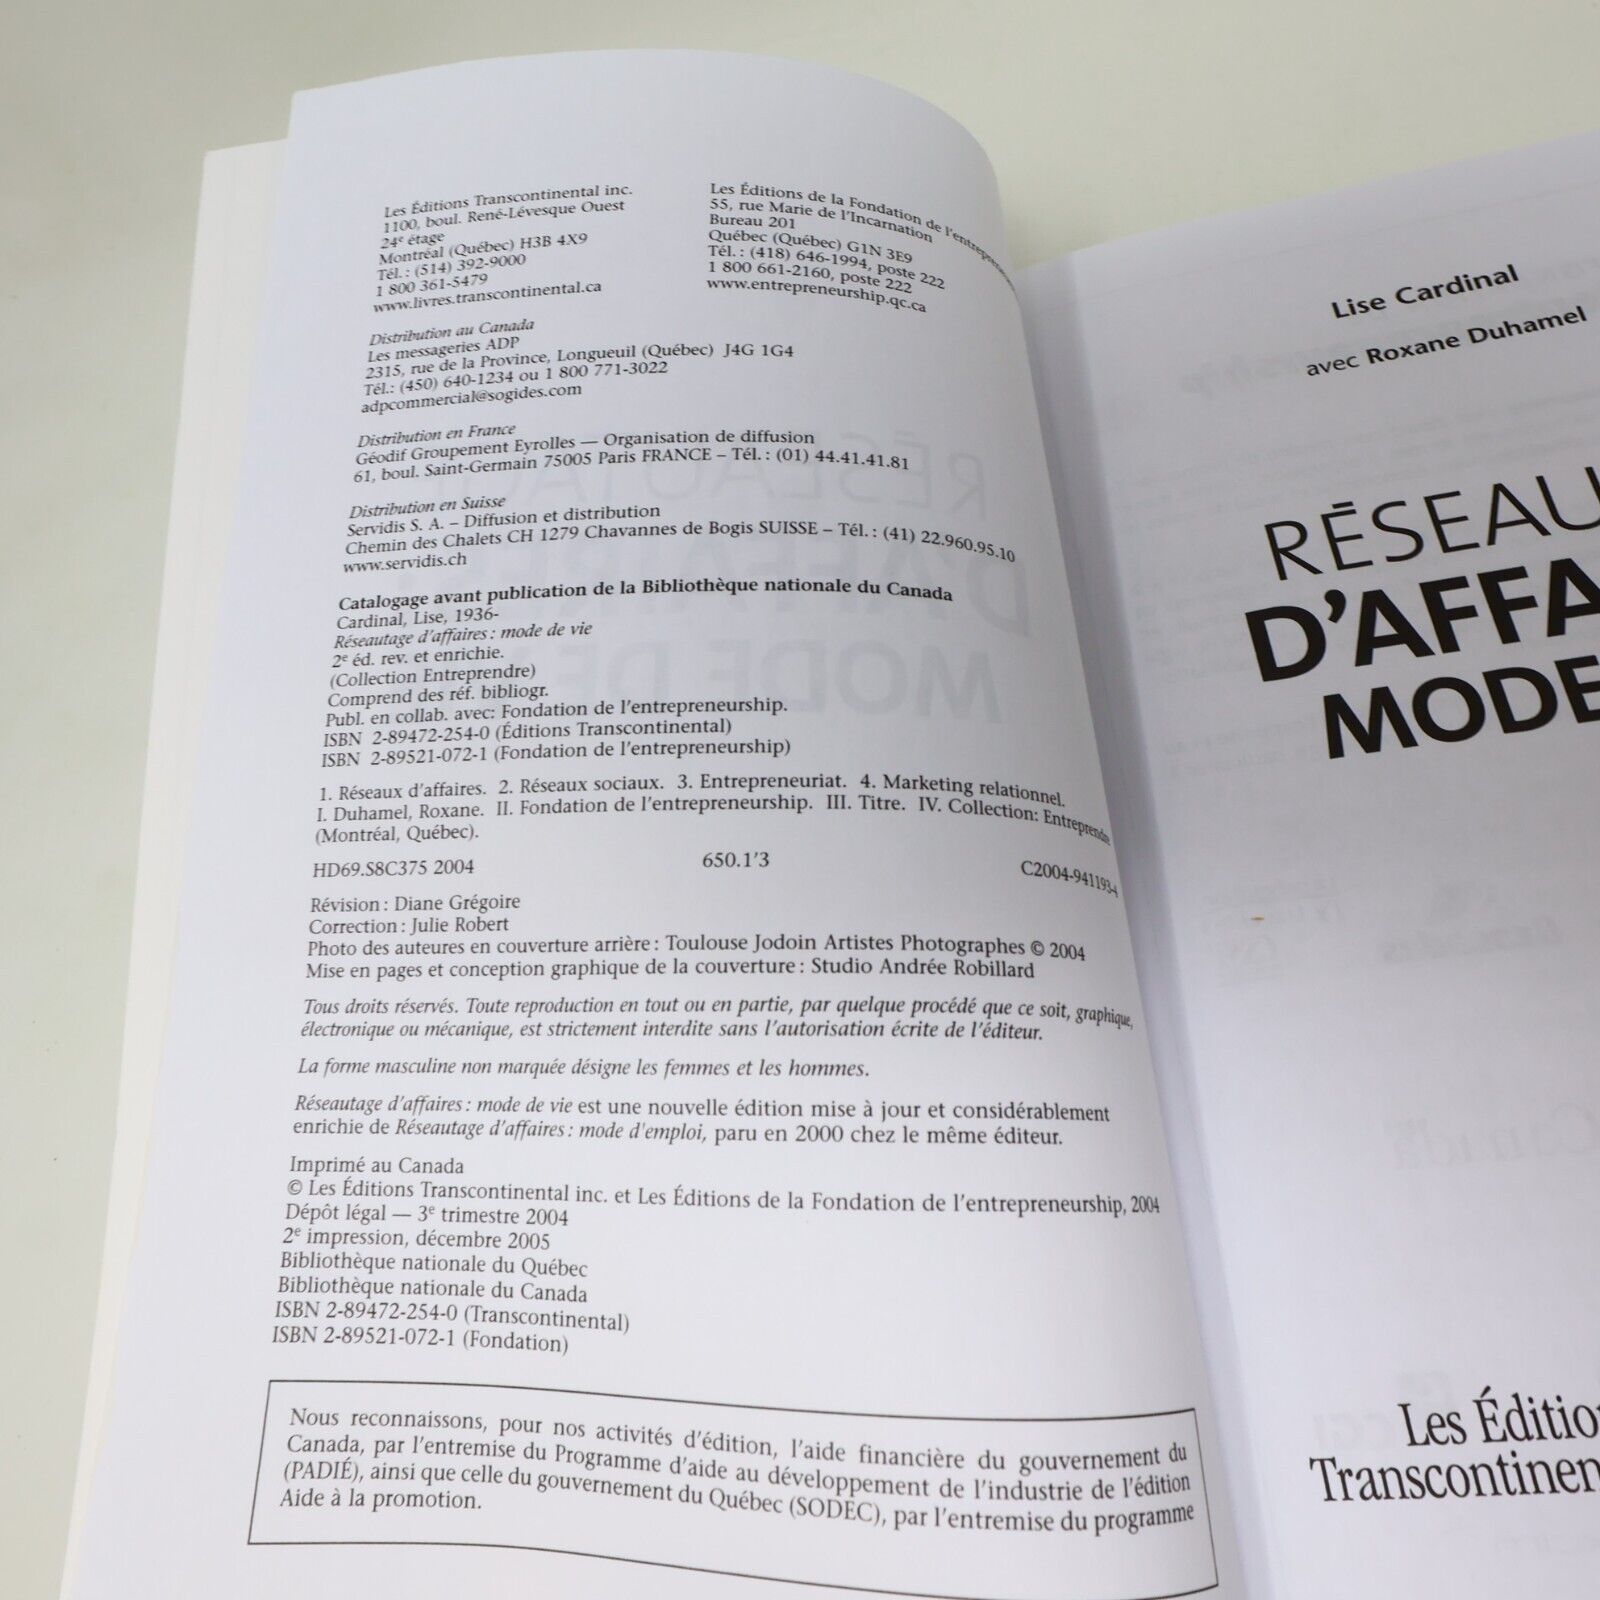 Les Éditions Transcontinental inc.
1100, boul. René-Lévesque Ouest
24e étage
Montréal (Québec) H3B 4X9
Tél. : (514) 392-9000
1 800 361-5479
www.livres.transcontinental.ca
Les Éditions de la Fondation de l'entrepreneurship
55, rue Marie de l'Incarnation
Bureau 201
Québec (Québec) G1N 3E9
Tél. : (418) 646-1994, poste 222
1 800 661-2160, poste 222
www.entrepreneurship.qc.ca
Distribution au Canada
Les messageries ADP
2315, rue de la Province, Longueuil (Québec) J4G 1G4
Tél.: (450) 640-1234 ou 1 800 771-3022
adpcommercial@sogides.com
Distribution en France
Géodif Groupement Eyrolles — Organisation de diffusion
61, boul. Saint-Germain 75005 Paris FRANCE – Tél. : (01) 44.41.41.81
Distribution en Suisse
Servidis S. A. – Diffusion et distribution
Chemin des Chalets CH 1279 Chavannes de Bogis SUISSE – Tél. : (41) 22.960.95.10
www.servidis.ch
Catalogage avant publication de la Bibliothèque nationale du Canada
Cardinal, Lise, 1936-
Réseautage d'affaires : mode de vie
2e éd. rev. et enrichie.
(Collection Entreprendre)
Comprend des réf. bibliogr.
Publ. en collab. avec: Fondation de l'entrepreneurship.
ISBN 2-89472-254-0 (Éditions Transcontinental)
ISBN 2-89521-072-1 (Fondation de l'entrepreneurship)
1. Réseaux d'affaires. 2. Réseaux sociaux. 3. Entrepreneuriat. 4. Marketing relationnel.
I. Duhamel, Roxane. II. Fondation de l'entrepreneurship. III. Titre. IV. Collection: Entreprendre
(Montréal, Québec).
HD69.S8C375 2004 650.1'3 C2004-941193-4
Révision : Diane Grégoire
Correction : Julie Robert
Photo des auteures en couverture arrière : Toulouse Jodoin Artistes Photographes © 2004
Mise en pages et conception graphique de la couverture : Studio Andrée Robillard
Tous droits réservés. Toute reproduction en tout ou en partie, par quelque procédé que ce soit, graphique,
électronique ou mécanique, est strictement interdite sans l'autorisation écrite de l'éditeur.
La forme masculine non marquée désigne les femmes et les hommes.
Réseautage d'affaires : mode de vie est une nouvelle édition mise à jour et considérablement
enrichie de Réseautage d'affaires : mode d'emploi, paru en 2000 chez le même éditeur.
Imprimé au Canada
© Les Éditions Transcontinental inc. et Les Éditions de la Fondation de l'entrepreneurship, 2004
Dépôt légal — 3e trimestre 2004
2e impression, décembre 2005
Bibliothèque nationale du Québec
Bibliothèque nationale du Canada
ISBN 2-89472-254-0 (Transcontinental)
ISBN 2-89521-072-1 (Fondation)
Nous reconnaissons, pour nos activités d'édition, l'aide financière du gouvernement du
Canada, par l'entremise du Programme d'aide au développement de l'industrie de l'édition
(PADIÉ), ainsi que celle du gouvernement du Québec (SODEC), par l'entremise du programme
Aide à la promotion.
Lise Cardinal
avec Roxane Duhamel
RÉSEAU
D'AFFA
MODE
Les Éditio
Transcontinen